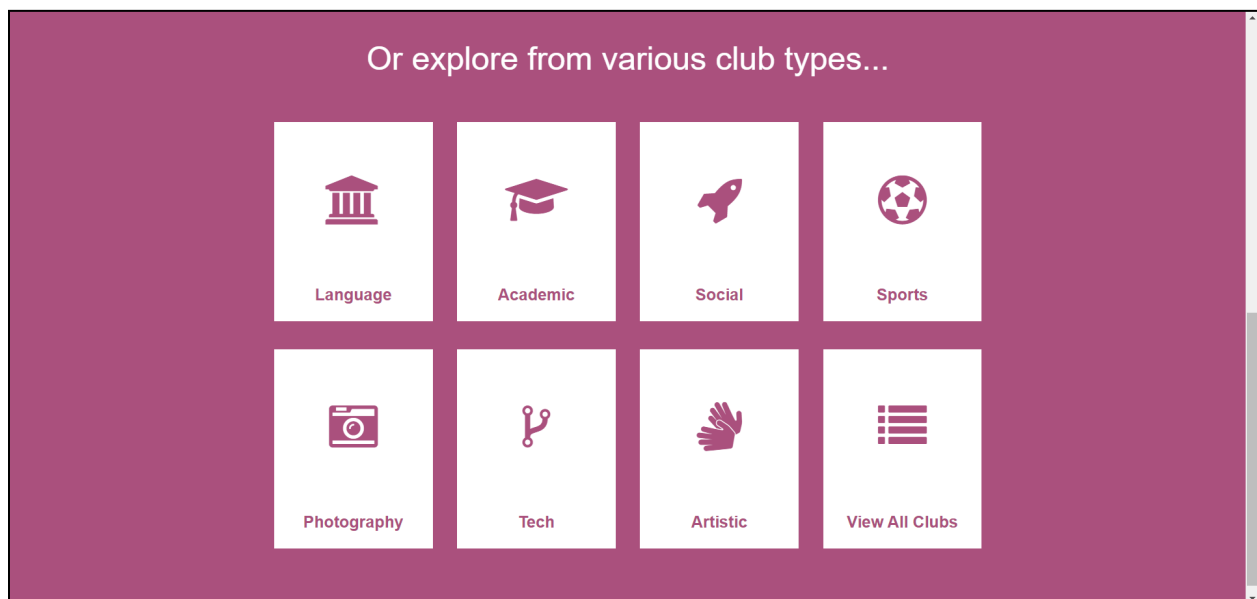 Or explore from various club types...
Language
Academic
Social
Sports
Photography
Tech
Artistic
View All Clubs